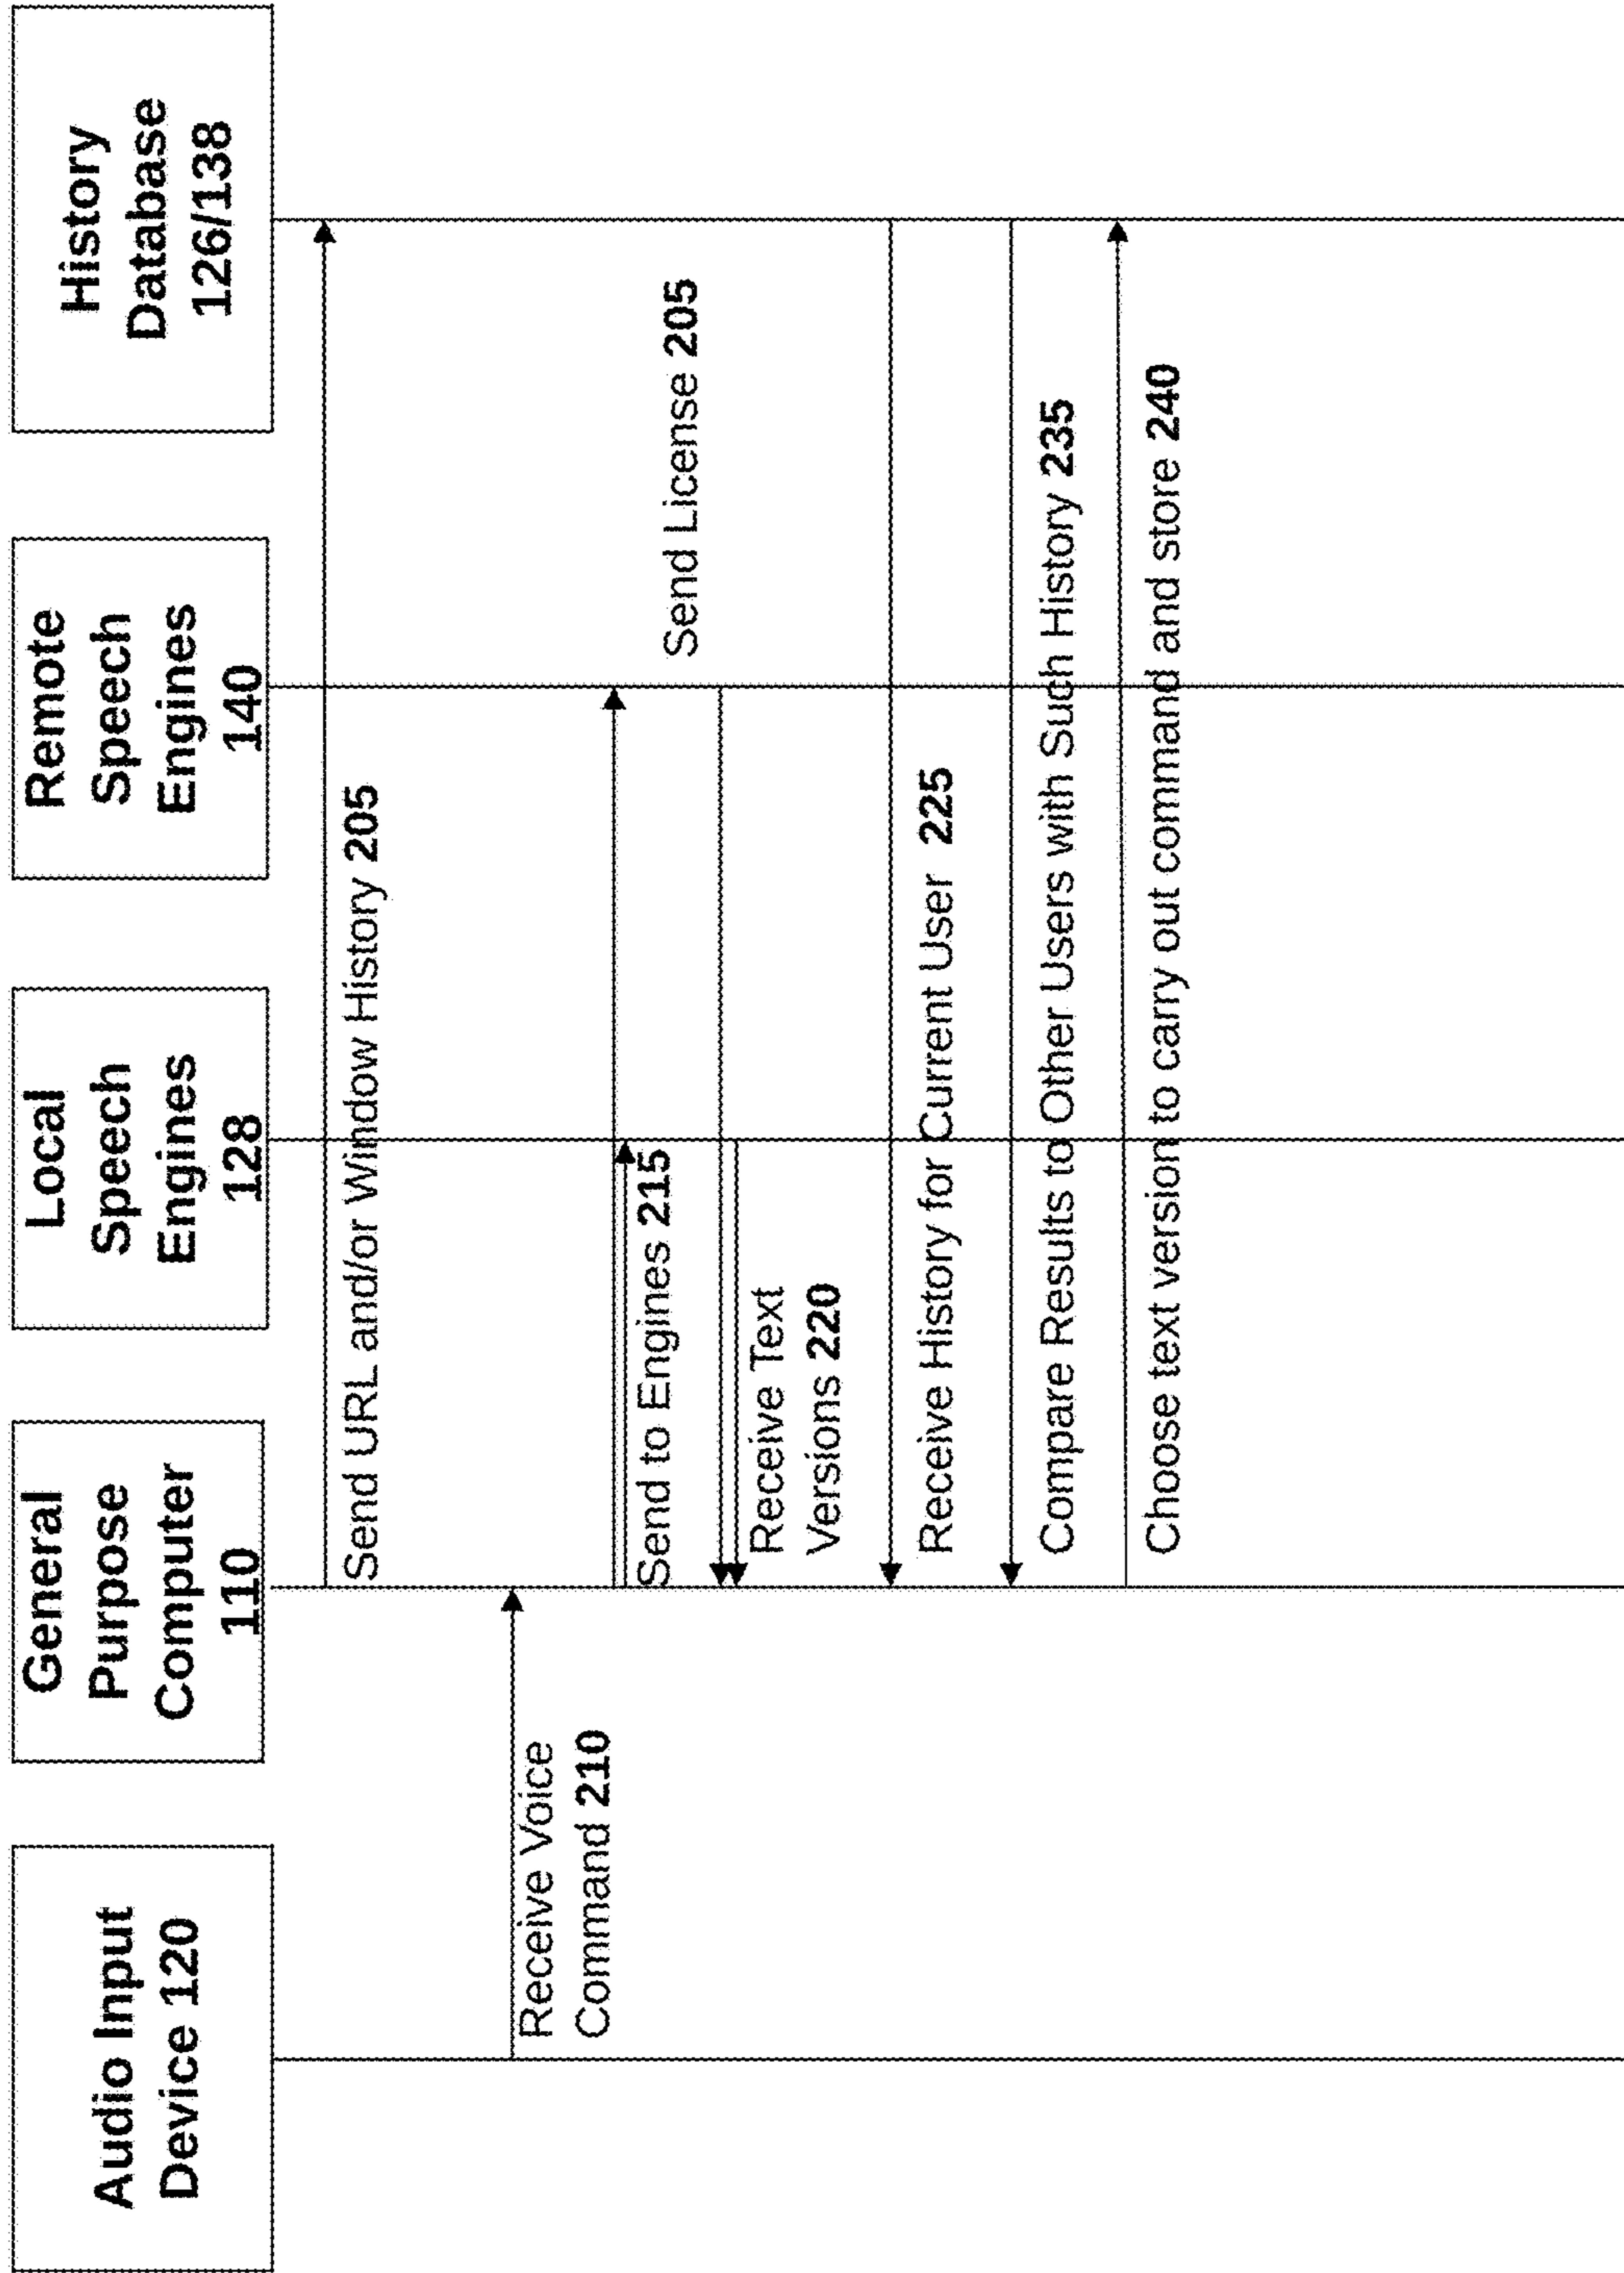 Audio Input
Device 120
General
Purpose
Computer
110
Local
Speech
Engines
128
Remote
Speech
Engines
140
History
Database
126/138
Send URL and/or Window History 205
Receive Voice
Command 210
Send to Engines 215
Send License 205
Receive Text
Versions 220
Receive History for Current User 225
Compare Results to Other Users with Such History 235
Choose text version to carry out command and store 240